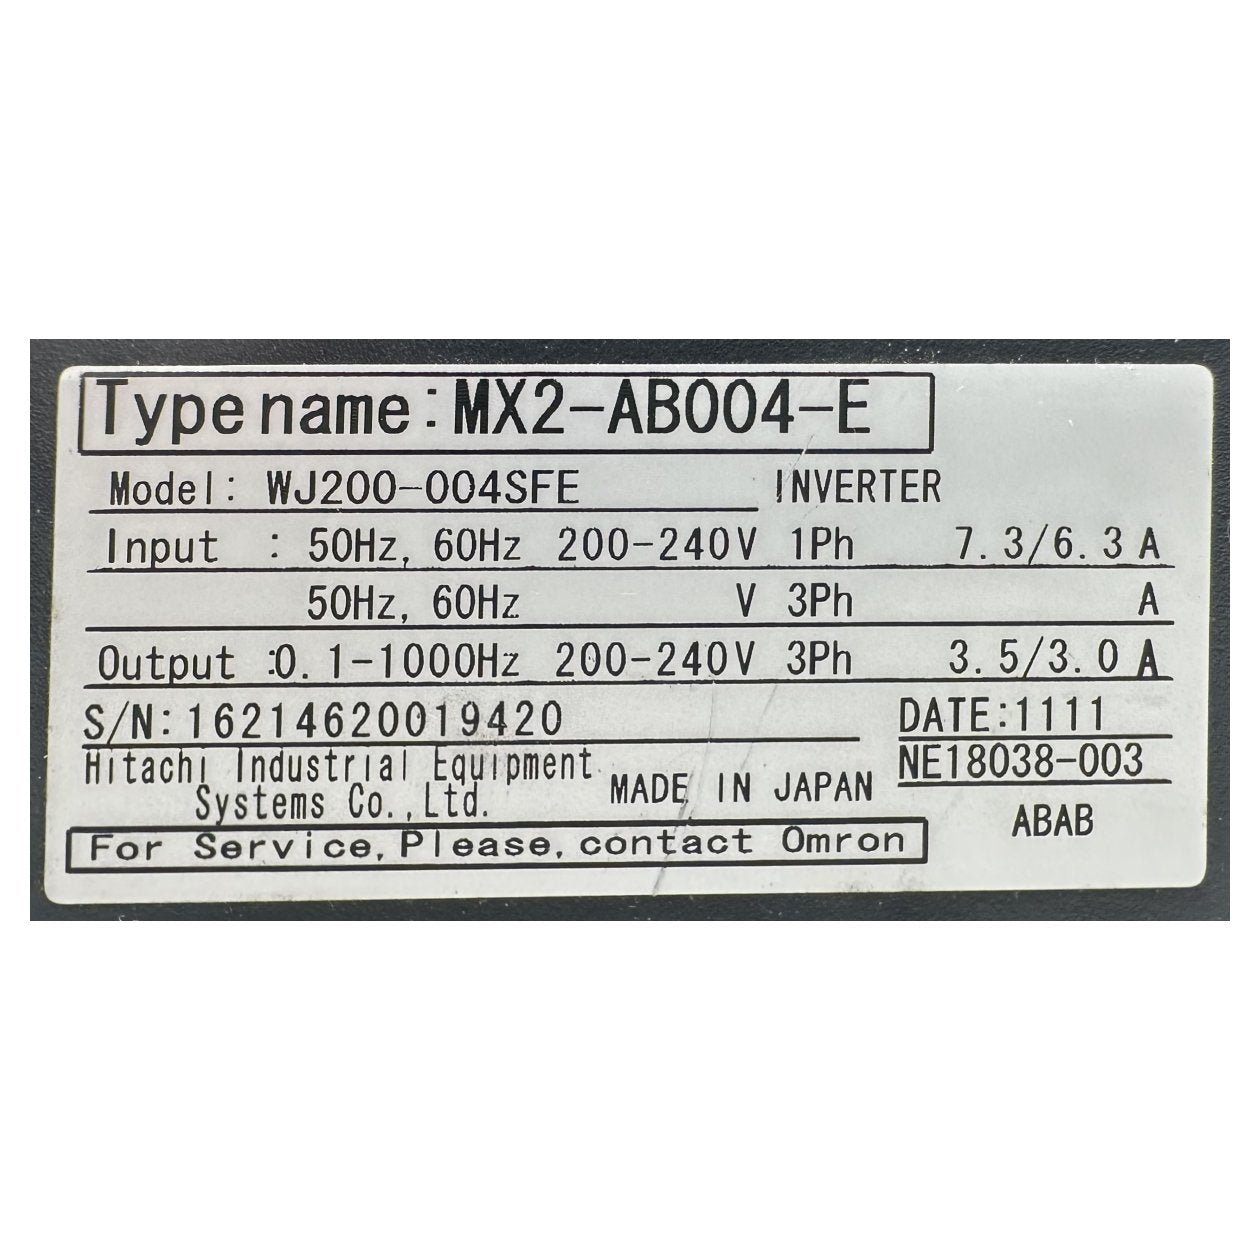 Type name: MX2-AB004-E
Model: WJ200-004SFE INVERTER
Input : 50Hz, 60Hz 200-240V 1Ph 7.3/6.3 A
50Hz, 60Hz V 3Ph A
Output :0.1-1000Hz 200-240V 3Ph 3.5/3.0 A
S/N: 16214620019420 DATE:1111
Hitachi Industrial Equipment
Systems Co.,Ltd. MADE IN JAPAN
NE18038-003
ABAB
For Service, Please, contact Omron